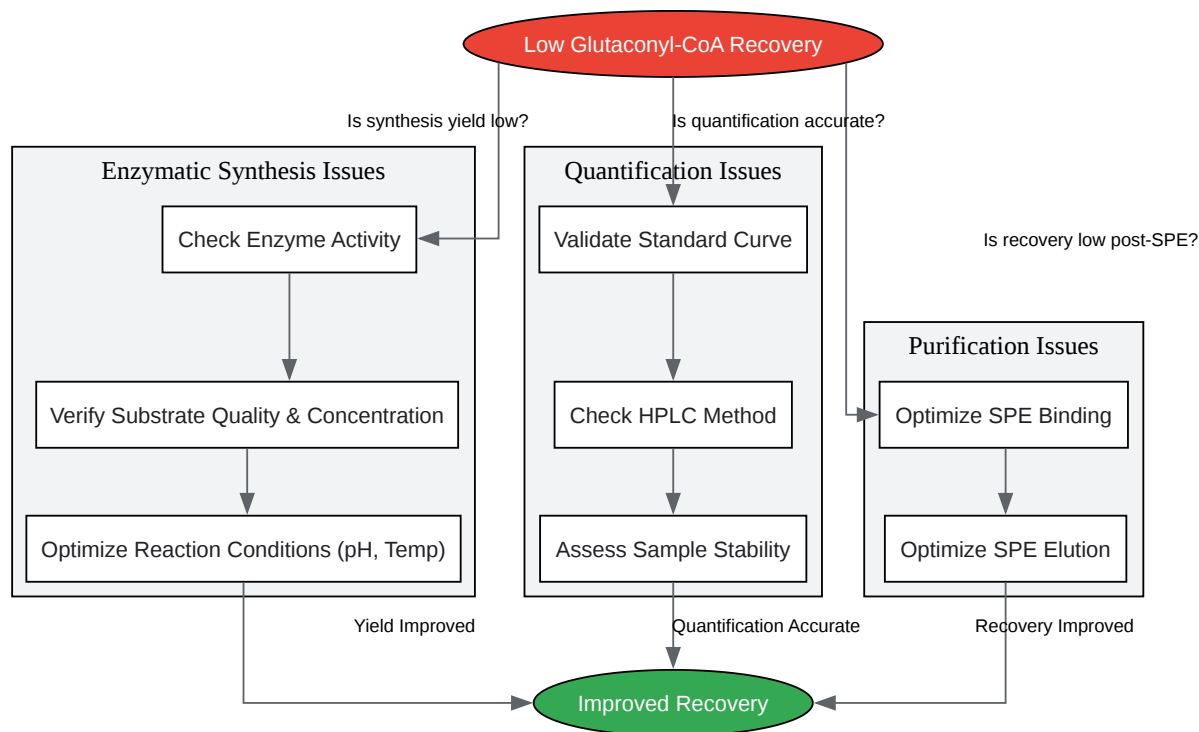 Low Glutaconyl-CoA Recovery
Is synthesis yield low?
Is quantification accurate?
Enzymatic Synthesis Issues
Quantification Issues
Check Enzyme Activity
Validate Standard Curve
Is recovery low post-SPE?
Purification Issues
Verify Substrate Quality & Concentration
Check HPLC Method
Optimize SPE Binding
Optimize Reaction Conditions (pH, Temp)
Assess Sample Stability
Optimize SPE Elution
Yield Improved
Quantification Accurate
Recovery Improved
Improved Recovery